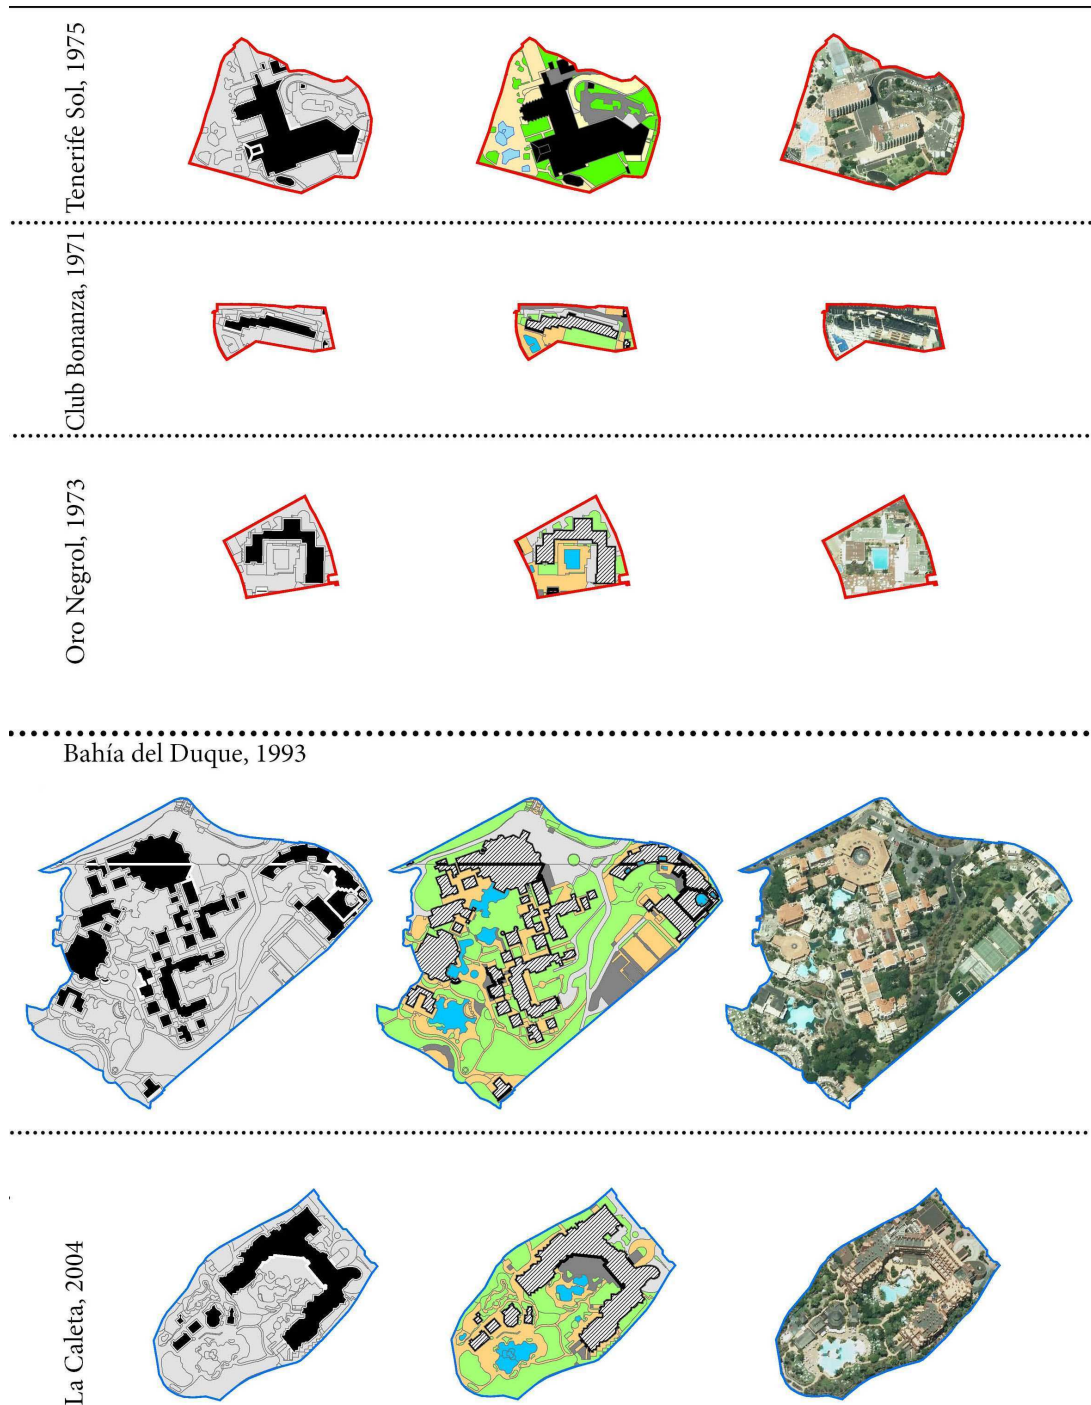 Tenerife Sol, 1975
Club Bonanza, 1971
Oro Negrol, 1973
Bahía del Duque, 1993
La Caleta, 2004